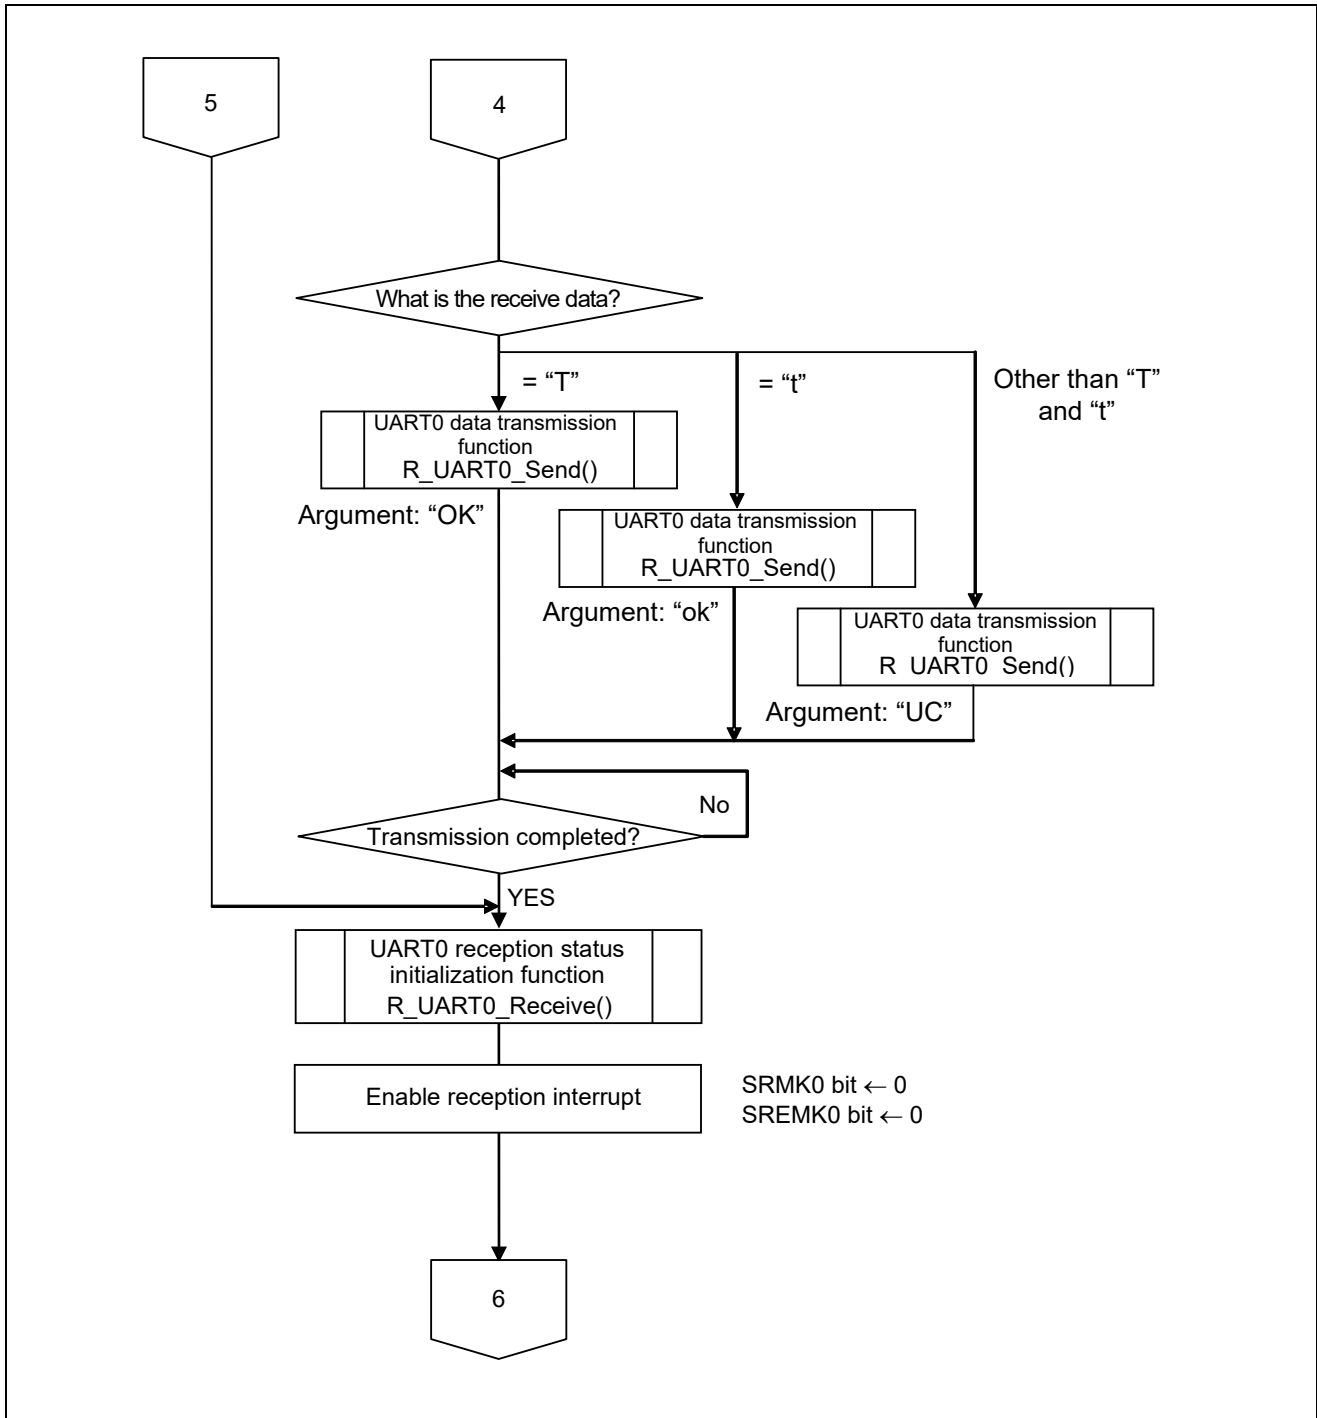 5
4
What is the receive data?
= “T”
= “t”
Other than “T”
and “t”
UART0 data transmission
function
R_UART0_Send()
Argument: “OK”
UART0 data transmission
function
R_UART0_Send()
Argument: “ok”
UART0 data transmission
function
R_UART0_Send()
Argument: “UC”
No
Transmission completed?
YES
UART0 reception status
initialization function
R_UART0_Receive()
Enable reception interrupt
SRMK0 bit ← 0
SREMK0 bit ← 0
6